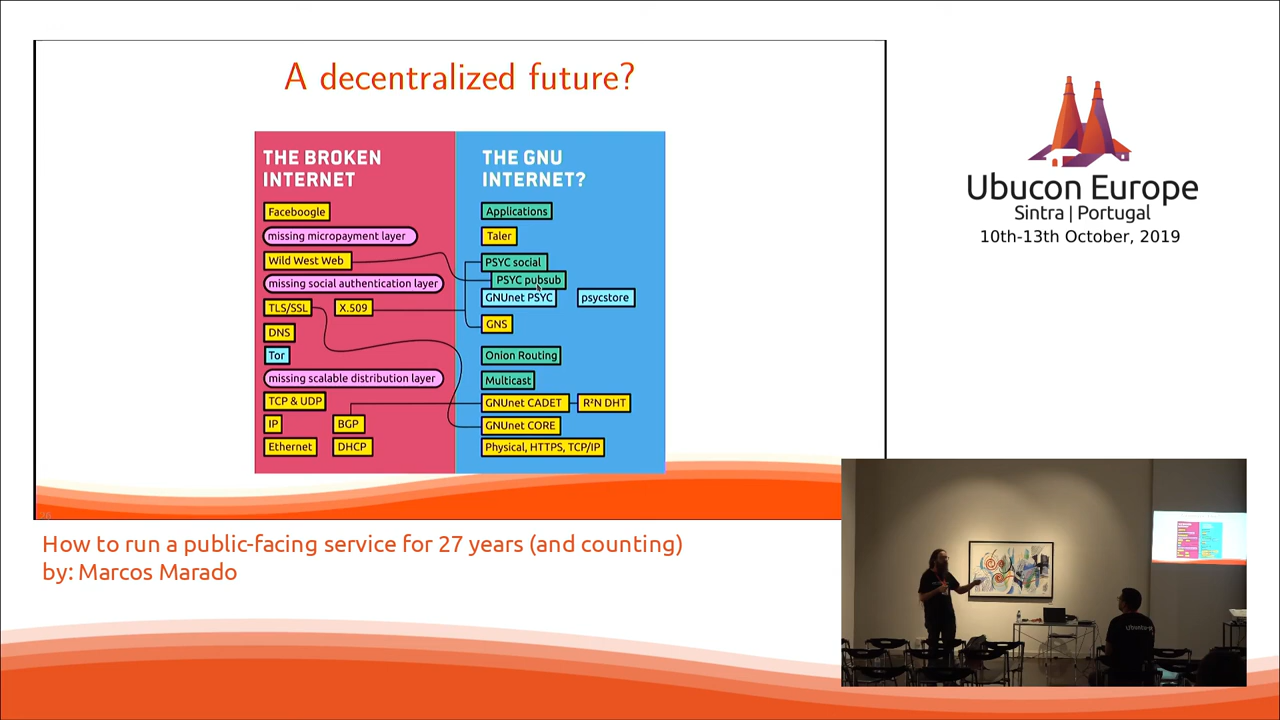 A decentralized future?
THE BROKEN
INTERNET
Faceboogle
missing micropayment layer
Wild West Web
missing social authentication layer
TLS/SSL
X.509
DNS
Tor
missing scalable distribution layer
TCP & UDP
IP
BGP
Ethernet
DHCP
THE GNU
INTERNET?
Applications
Taler
PSYC social
PSYC pubsub
GNUnet PSYC
psycstore
GNS
Onion Routing
Multicast
GNUnet CADET
R²N DHT
GNUnet CORE
Physical, HTTPS, TCP/IP
26
How to run a public-facing service for 27 years (and counting)
by: Marcos Marado
Ubucon Europe
Sintra | Portugal
10th-13th October, 2019